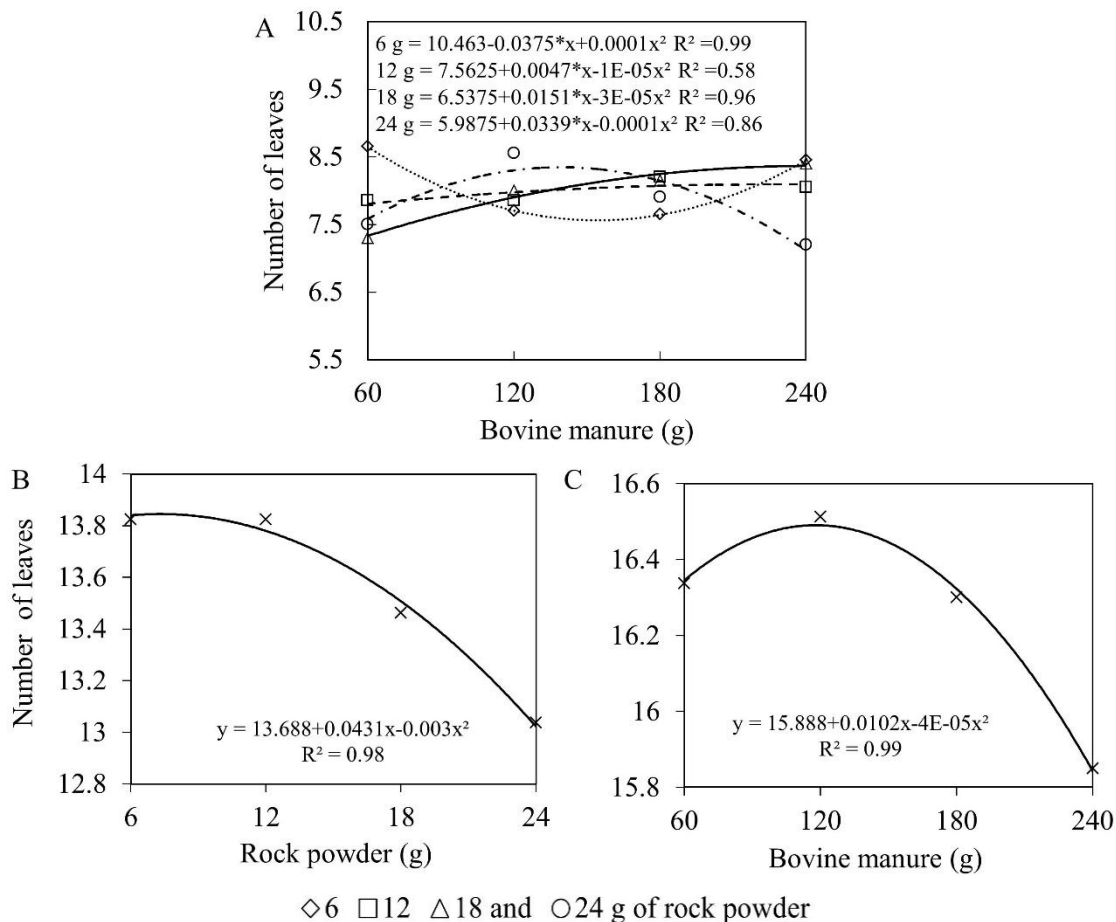 A
10.5
9.5
8.5
7.5
6.5
5.5
Number of leaves
6 g = 10.463-0.0375*x+0.0001x² R² =0.99
12 g = 7.5625+0.0047*x-1E-05x² R² =0.58
18 g = 6.5375+0.0151*x-3E-05x² R² =0.96
24 g = 5.9875+0.0339*x-0.0001x² R² =0.86
60 120 180 240
Bovine manure (g)
B
14
13.8
13.6
13.4
13.2
13
12.8
Number of leaves
y = 13.688+0.0431x-0.003x²
R² = 0.98
6 12 18 24
Rock powder (g)
C
16.6
16.4
16.2
16
15.8
y = 15.888+0.0102x-4E-05x²
R² = 0.99
60 120 180 240
Bovine manure (g)
◇6 □12 △18 and ○24 g of rock powder